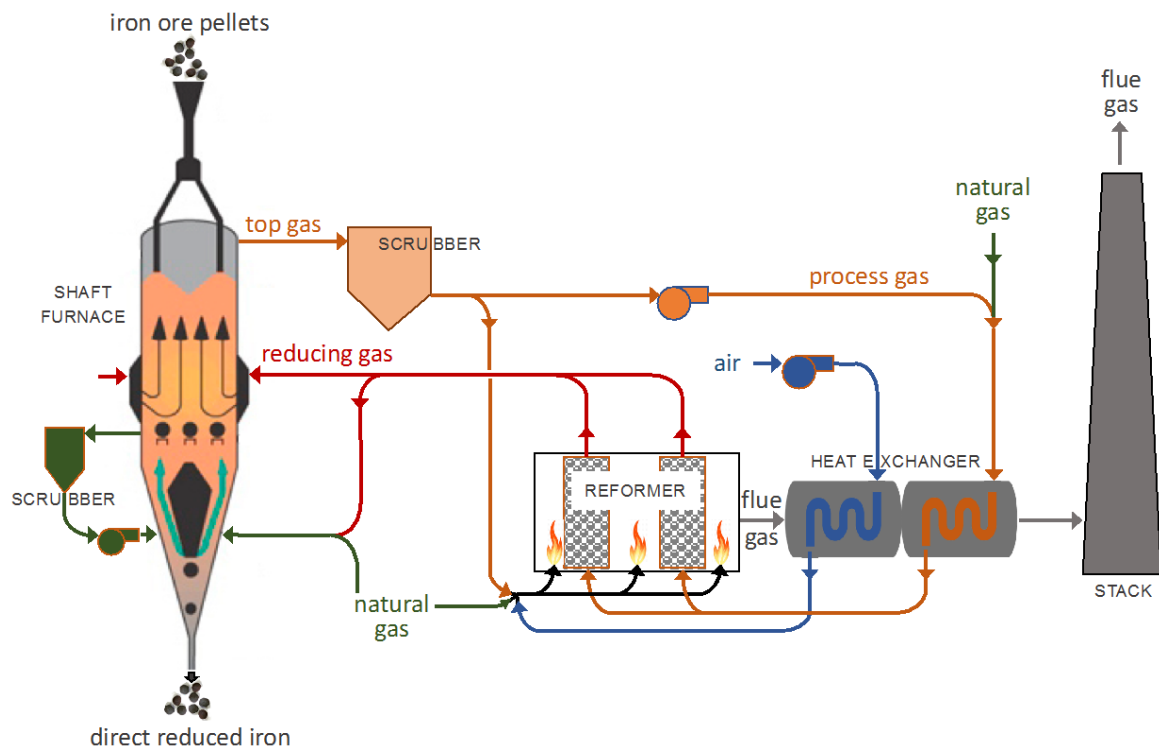 iron ore pellets
flue
gas
natural
gas
top gas
SCRUBBER
SHAFT
FURNACE
process gas
reducing gas
air
HEAT EXCHANGER
SCRUBBER
REFORMER
flue
gas
natural
gas
STACK
direct reduced iron